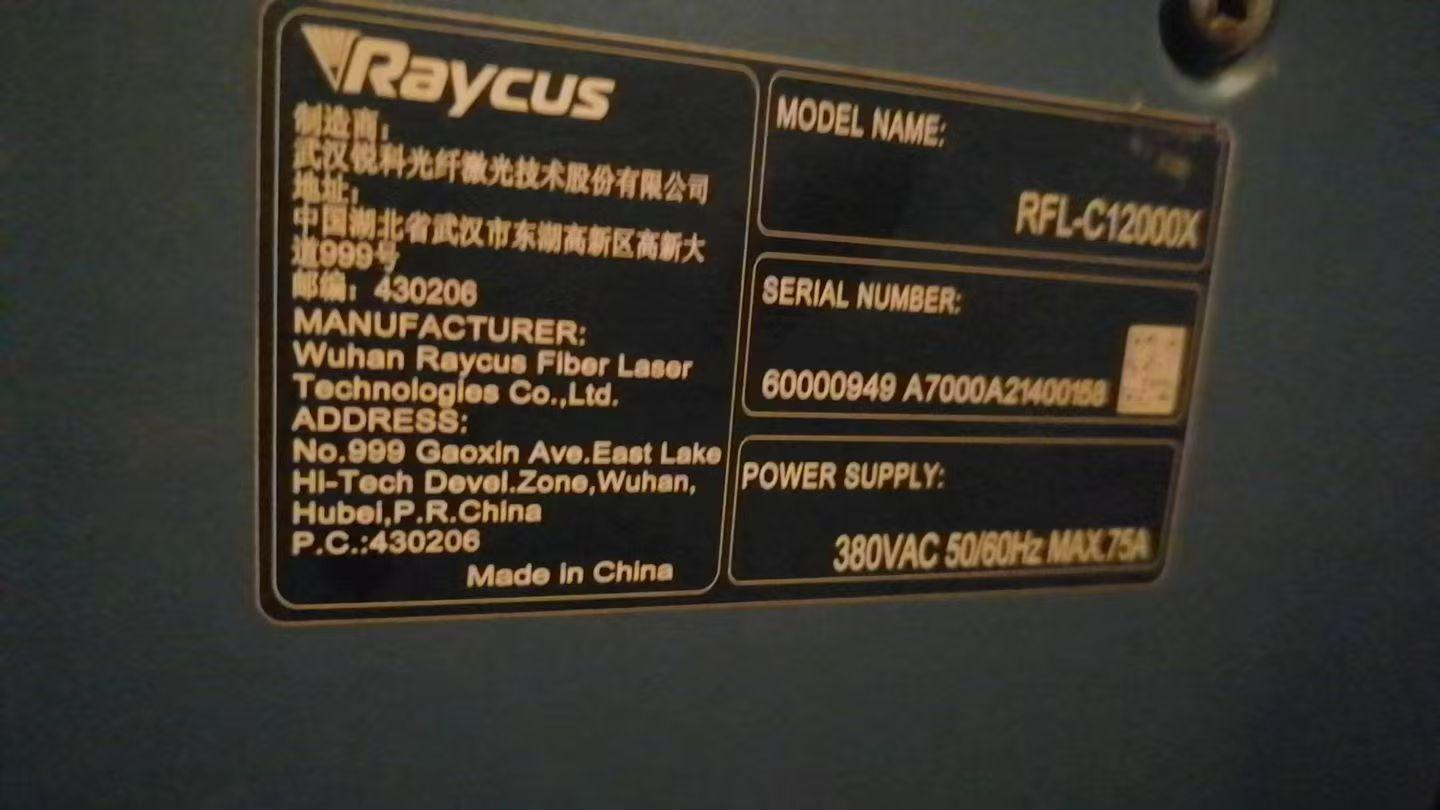 Raycus
制造商：
武汉锐科光纤激光技术股份有限公司
地址：
中国湖北省武汉市东湖高新区高新大
道999号
邮编：430206
MANUFACTURER:
Wuhan Raycus Fiber Laser
Technologies Co.,Ltd.
ADDRESS:
No.999 Gaoxin Ave.East Lake
Hi-Tech Devel.Zone,Wuhan,
Hubei,P.R.China
P.C.:430206
Made in China
MODEL NAME:
RFL-C12000X
SERIAL NUMBER:
60000949 A7000A21400158
POWER SUPPLY:
380VAC 50/60Hz MAX.75A